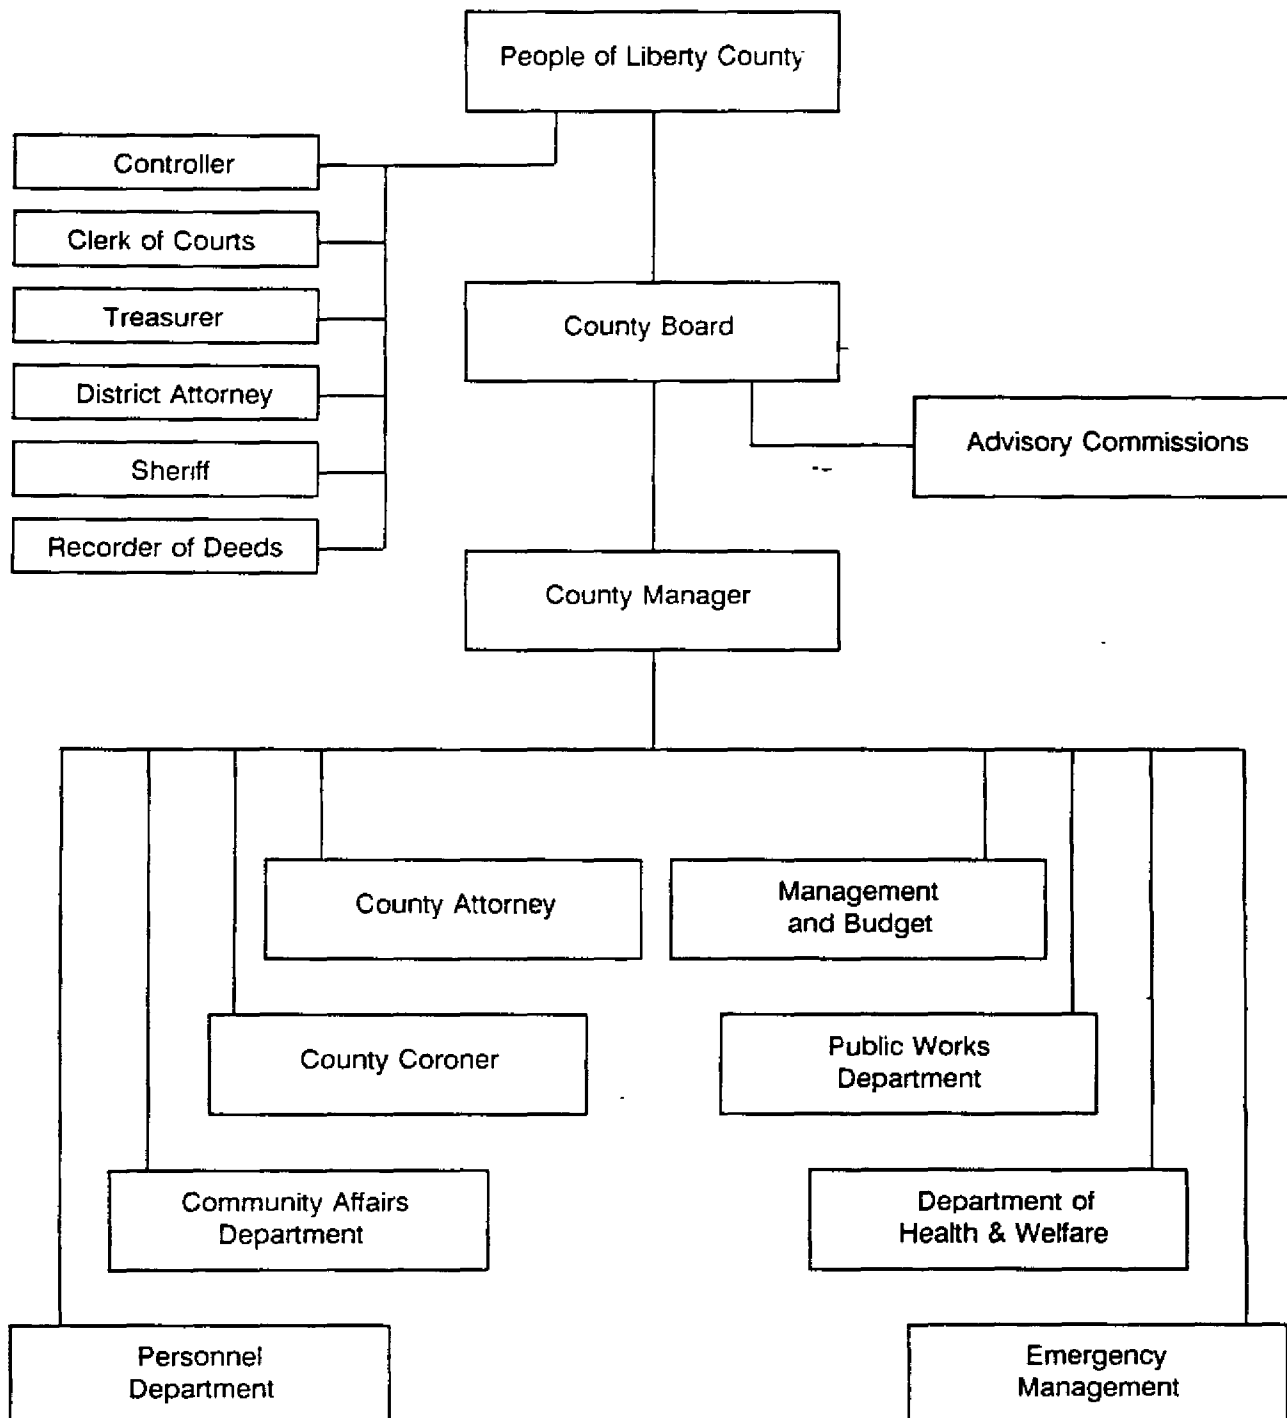 People of Liberty County
Controller
Clerk of Courts
Treasurer
District Attorney
Sheriff
Recorder of Deeds
County Board
Advisory Commissions
County Manager
County Attorney
Management
and Budget
County Coroner
Public Works
Department
Community Affairs
Department
Department of
Health & Welfare
Personnel
Department
Emergency
Management